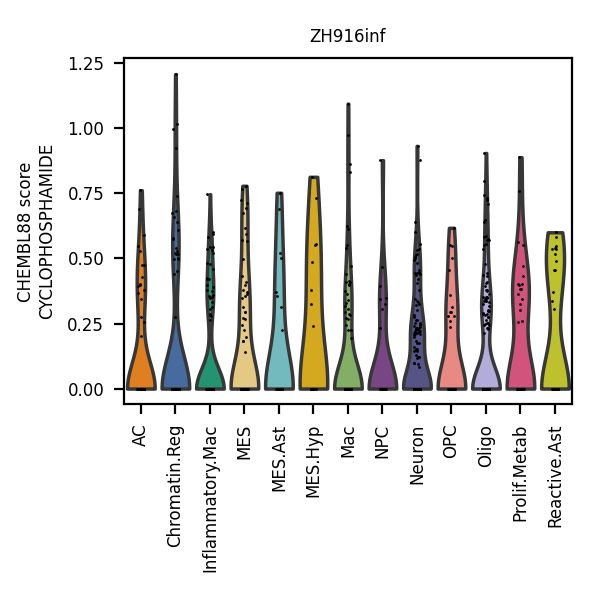 ZH916inf
CHEMBL88 score
CYCLOPHOSPHAMIDE
1.25
1.00
0.75
0.50
0.25
0.00
AC
Chromatin.Reg
Inflammatory.Mac
MES
MES.Ast
MES.Hyp
Mac
NPC
Neuron
OPC
Oligo
Prolif.Metab
Reactive.Ast